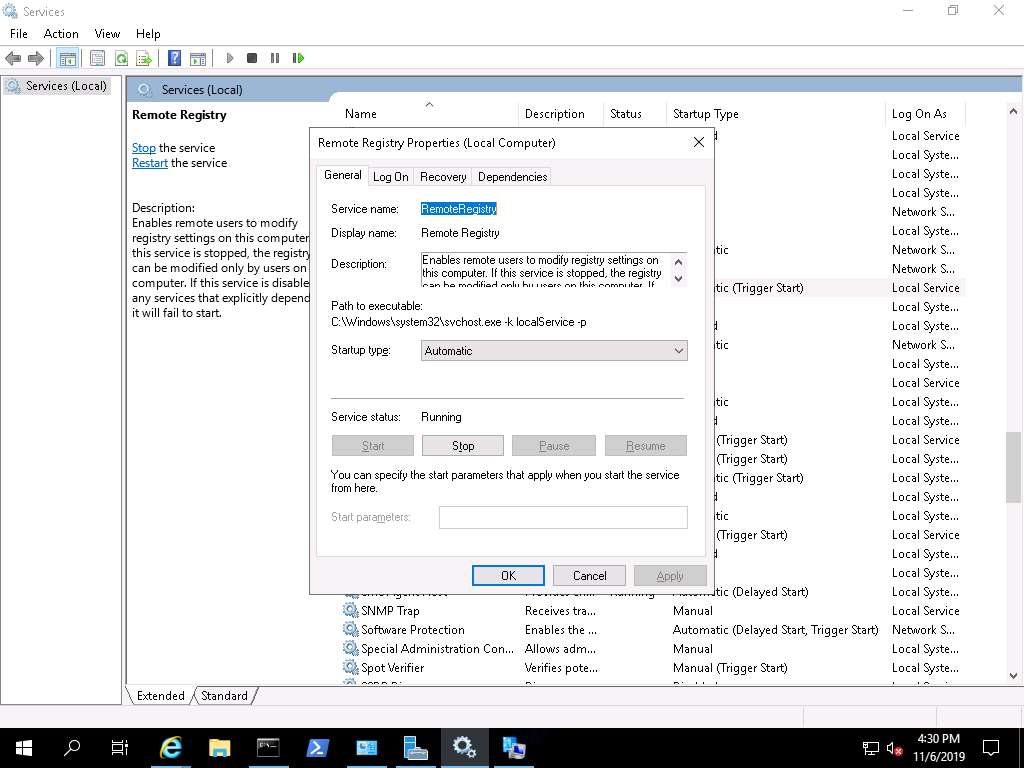 Services
File Action View Help
Services (Local)
Services (Local)
Remote Registry
Stop the service
Restart the service
Description:
Enables remote users to modify
registry settings on this computer
this service is stopped, the registry
can be modified only by users on
computer. If this service is disable
any services that explicitly depend
it will fail to start.
Name Description Status Startup Type Log On As
Local Service
Local Syste...
Local Syste...
Local Syste...
Network S...
Local Syste...
tic Network S...
Network S...
tic (Trigger Start) Local Service
Local Syste...
Local Syste...
tic Network S...
Local Syste...
Local Service
tic Local Syste...
Local Syste...
(Trigger Start) Local Service
(Trigger Start) Local Syste...
tic (Trigger Start) Local Syste...
Local Syste...
tic Local Syste...
(Trigger Start) Local Service
Local Syste...
Local Syste...
tic (Delayed Start) Local Syste...
SNMP Trap Receives tra... Manual Local Service
Software Protection Enables the ... Automatic (Delayed Start, Trigger Start) Network S...
Special Administration Con... Allows adm... Manual Local Syste...
Spot Verifier Verifies pote... Manual (Trigger Start) Local Syste...
Remote Registry Properties (Local Computer)
General Log On Recovery Dependencies
Service name: RemoteRegistry
Display name: Remote Registry
Description: Enables remote users to modify registry settings on
this computer. If this service is stopped, the registry
can be modified only by users on this computer. If
Path to executable:
C:\Windows\system32\svchost.exe -k localService -p
Startup type: Automatic
Service status: Running
Start Stop Pause Resume
You can specify the start parameters that apply when you start the service
from here.
Start parameters:
OK Cancel Apply
Extended Standard
4:30 PM
11/6/2019